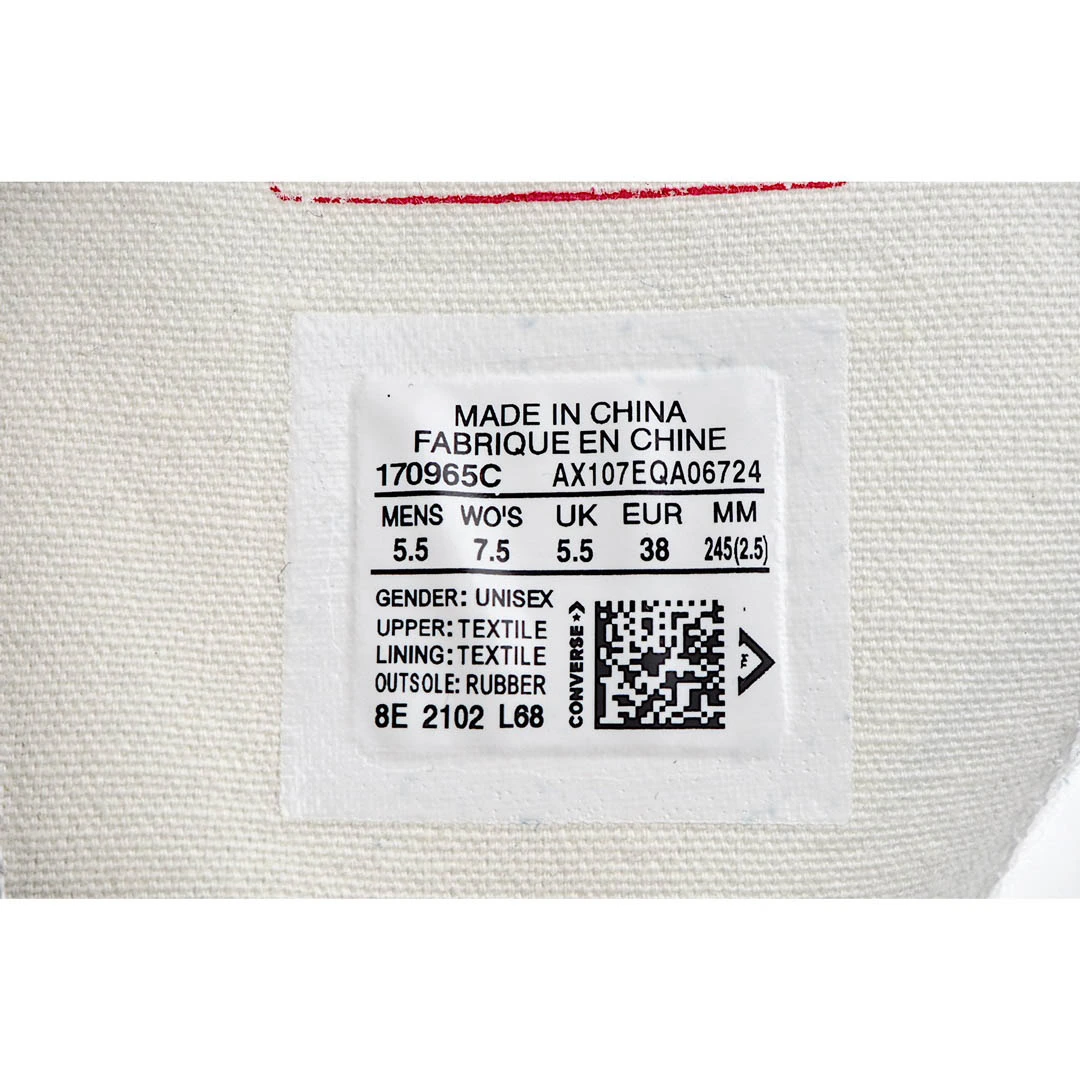 MADE IN CHINA
FABRIQUE EN CHINE
170965C AX107EQA06724
MENS WO'S UK EUR MM
5.5 7.5 5.5 38 245(2.5)
GENDER: UNISEX
UPPER: TEXTILE
LINING: TEXTILE
OUTSOLE: RUBBER
8E 2102 L68
CONVERSE